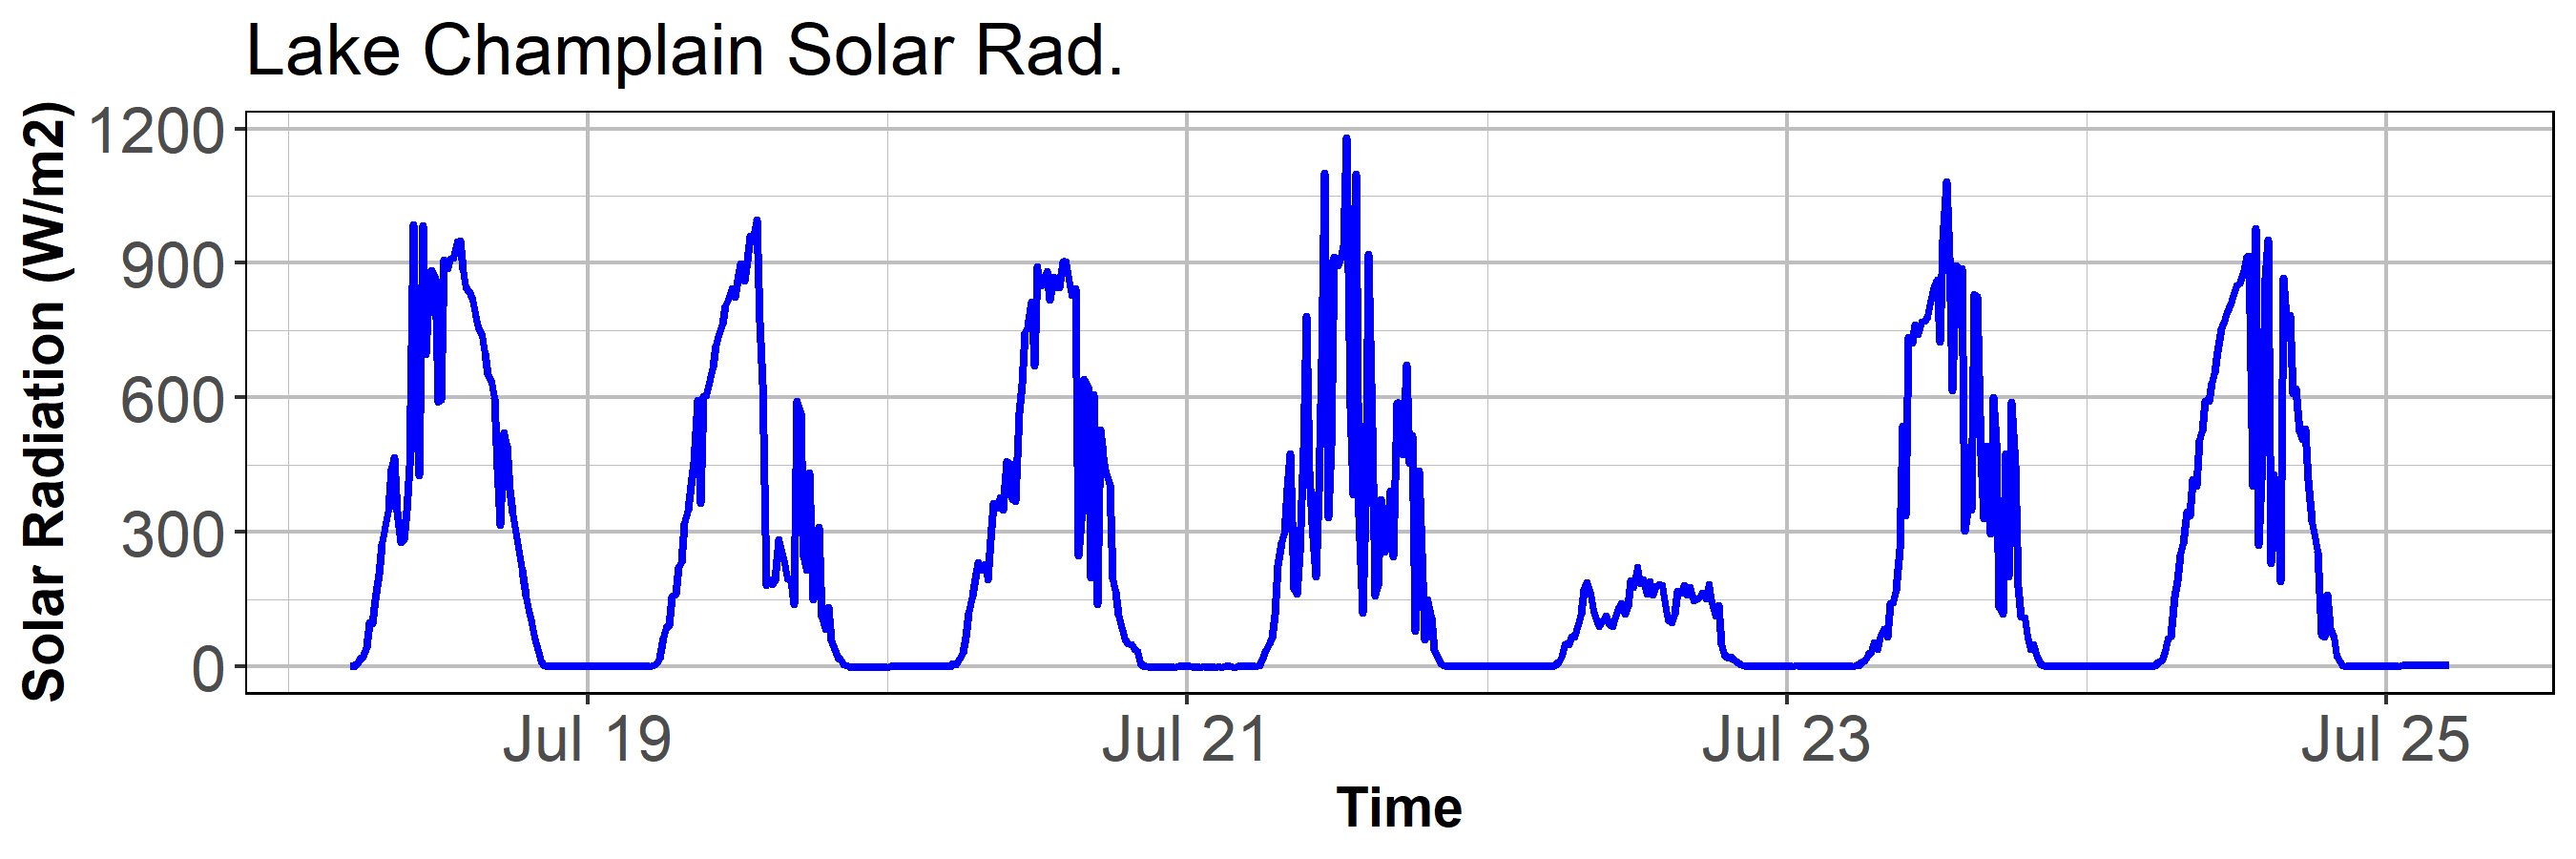 Lake Champlain Solar Rad.
Solar Radiation (W/m2)
1200
900
600
300
0
Jul 19
Jul 21
Jul 23
Jul 25
Time